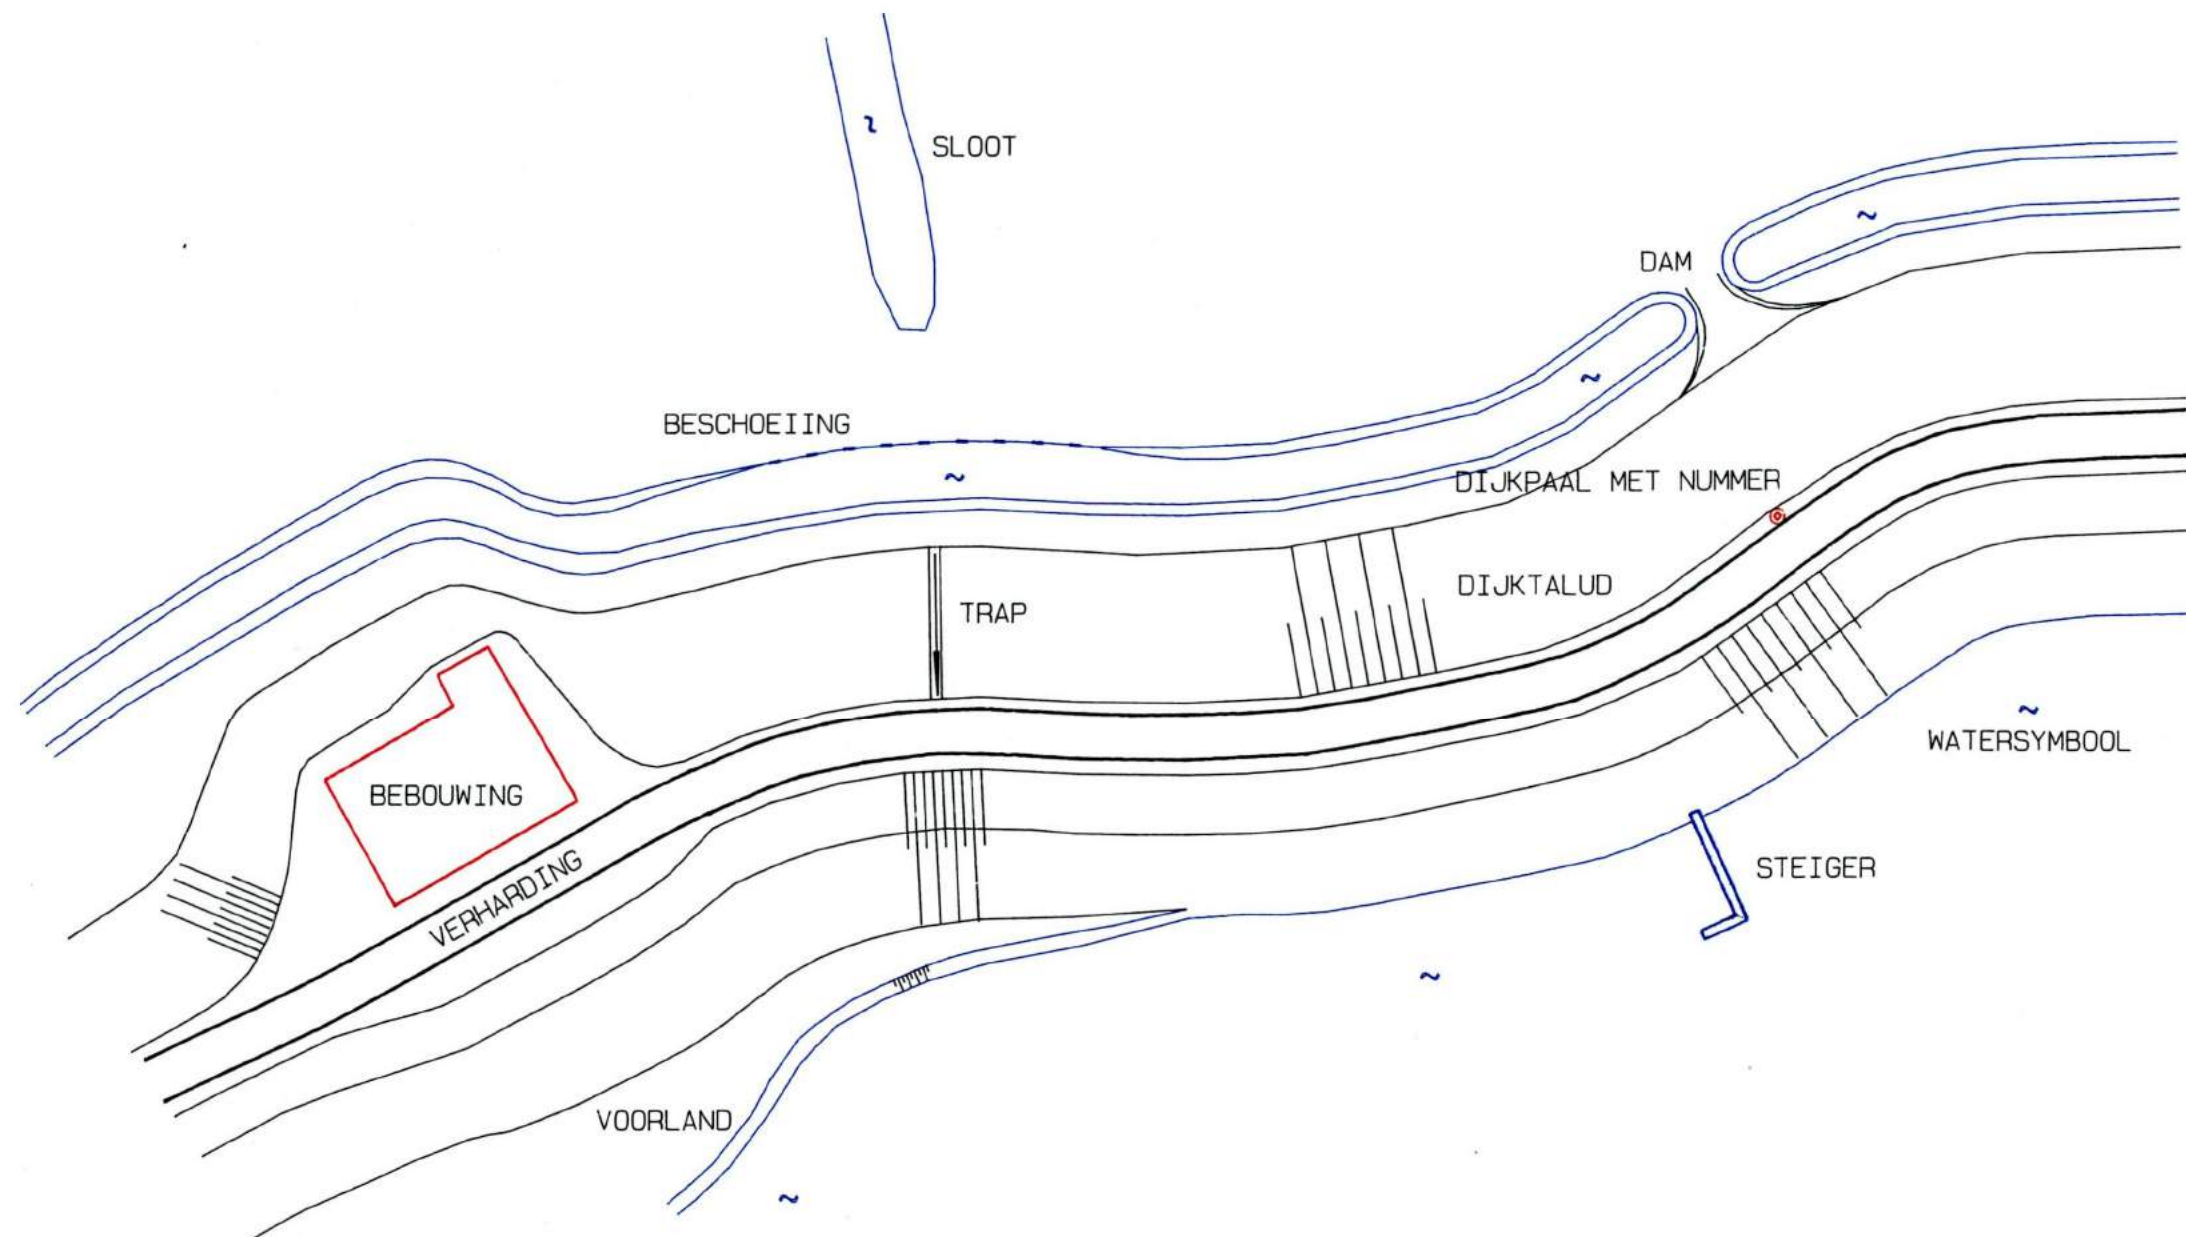 SLOOT
DAM
BESCHOEIING
DIJKPAAL MET NUMMER
DIJKTALUD
TRAP
WATERSYMBOOL
BEBOUWING
STEIGER
VERHARDING
VOORLAND